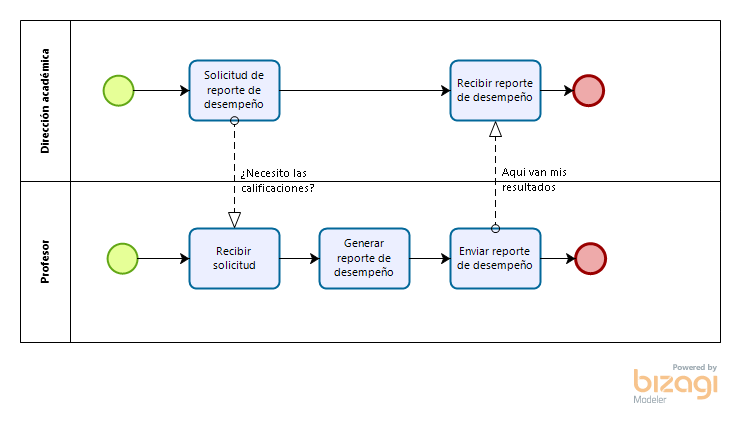 Dirección académica
Solicitud de
reporte de
desempeño
Recibir reporte
de desempeño
¿Necesito las
calificaciones?
Aqui van mis
resultados
Profesor
Recibir
solicitud
Generar
reporte de
desempeño
Enviar reporte
de desempeño
Powered by
bizagi
Modeler